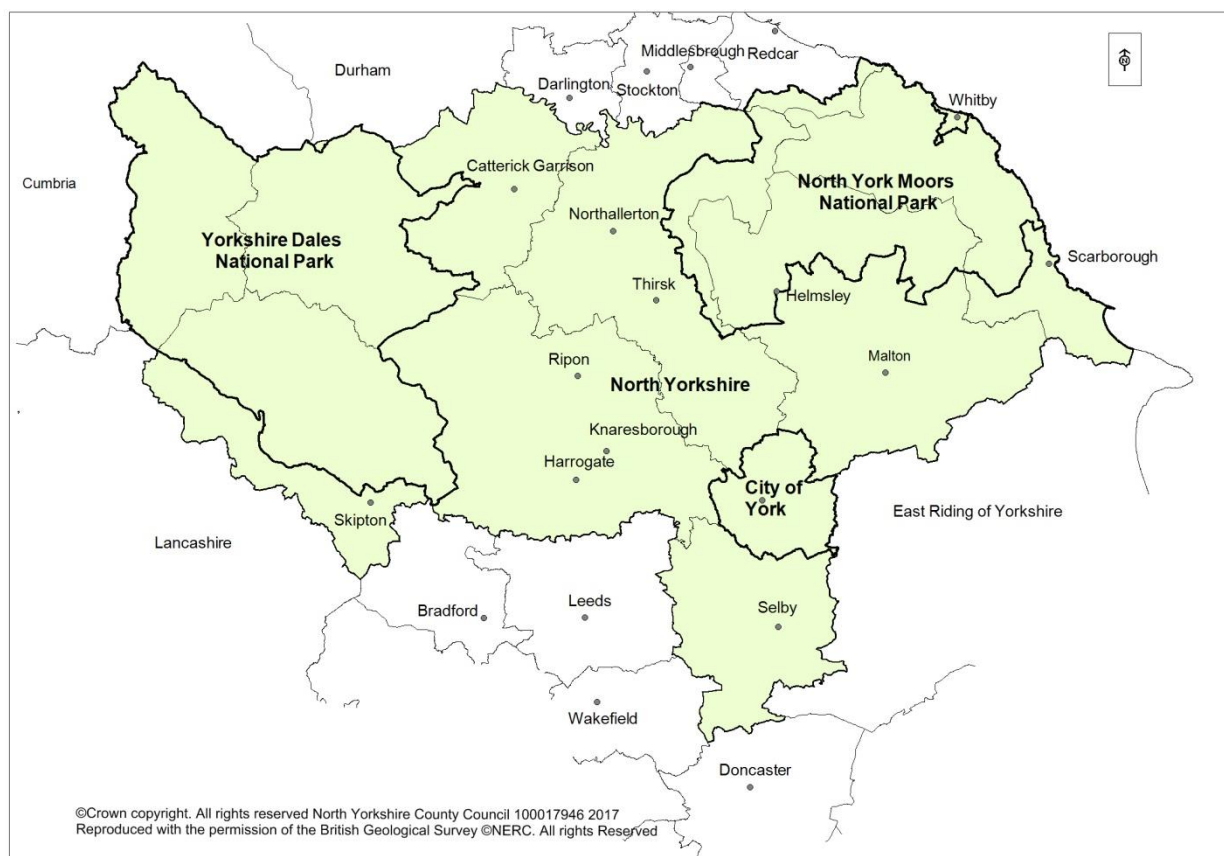 Middlesbrough
Redcar
Durham
Darlington
Stockton
N
Whitby
Catterick Garrison
Cumbria
North York Moors
National Park
Northallerton
Yorkshire Dales
National Park
Scarborough
Thirsk
Helmsley
Ripon
Malton
North Yorkshire
Knaresborough
Harrogate
City of
York
Skipton
East Riding of Yorkshire
Lancashire
Bradford
Leeds
Selby
Wakefield
Doncaster
©Crown copyright. All rights reserved North Yorkshire County Council 100017946 2017
Reproduced with the permission of the British Geological Survey ©NERC. All rights Reserved